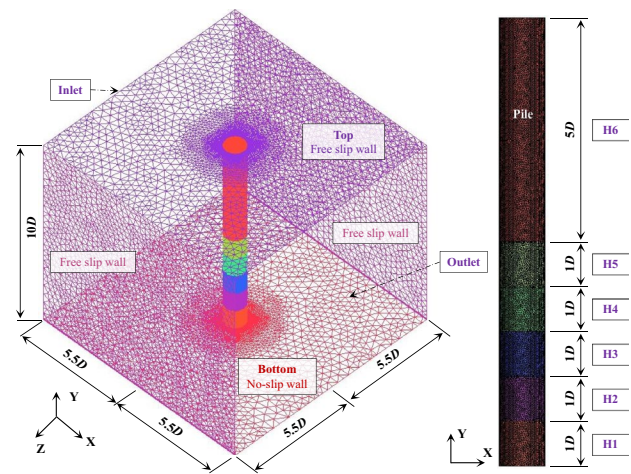 Inlet
Top
Free slip wall
10D
Free slip wall
Free slip wall
Outlet
Bottom
No-slip wall
5.5D
5.5D
5.5D
5.5D
Y
Z
X
Pile
5D
H6
1D
H5
1D
H4
1D
H3
1D
H2
1D
H1
Y
X